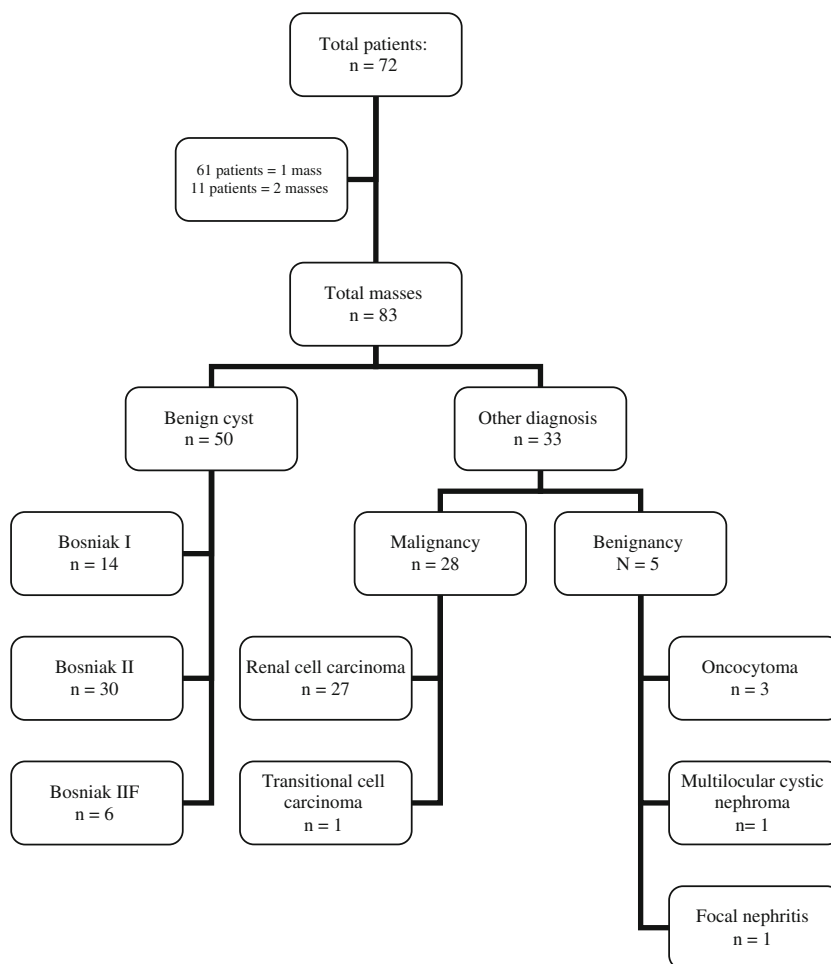 Total patients:
n = 72
61 patients = 1 mass
11 patients = 2 masses
Total masses
n = 83
Benign cyst
n = 50
Other diagnosis
n = 33
Bosniak I
n = 14
Malignancy
n = 28
Benignancy
N = 5
Bosniak II
n = 30
Renal cell carcinoma
n = 27
Oncocytoma
n = 3
Bosniak IIF
n = 6
Transitional cell
carcinoma
n = 1
Multilocular cystic
nephroma
n= 1
Focal nephritis
n = 1